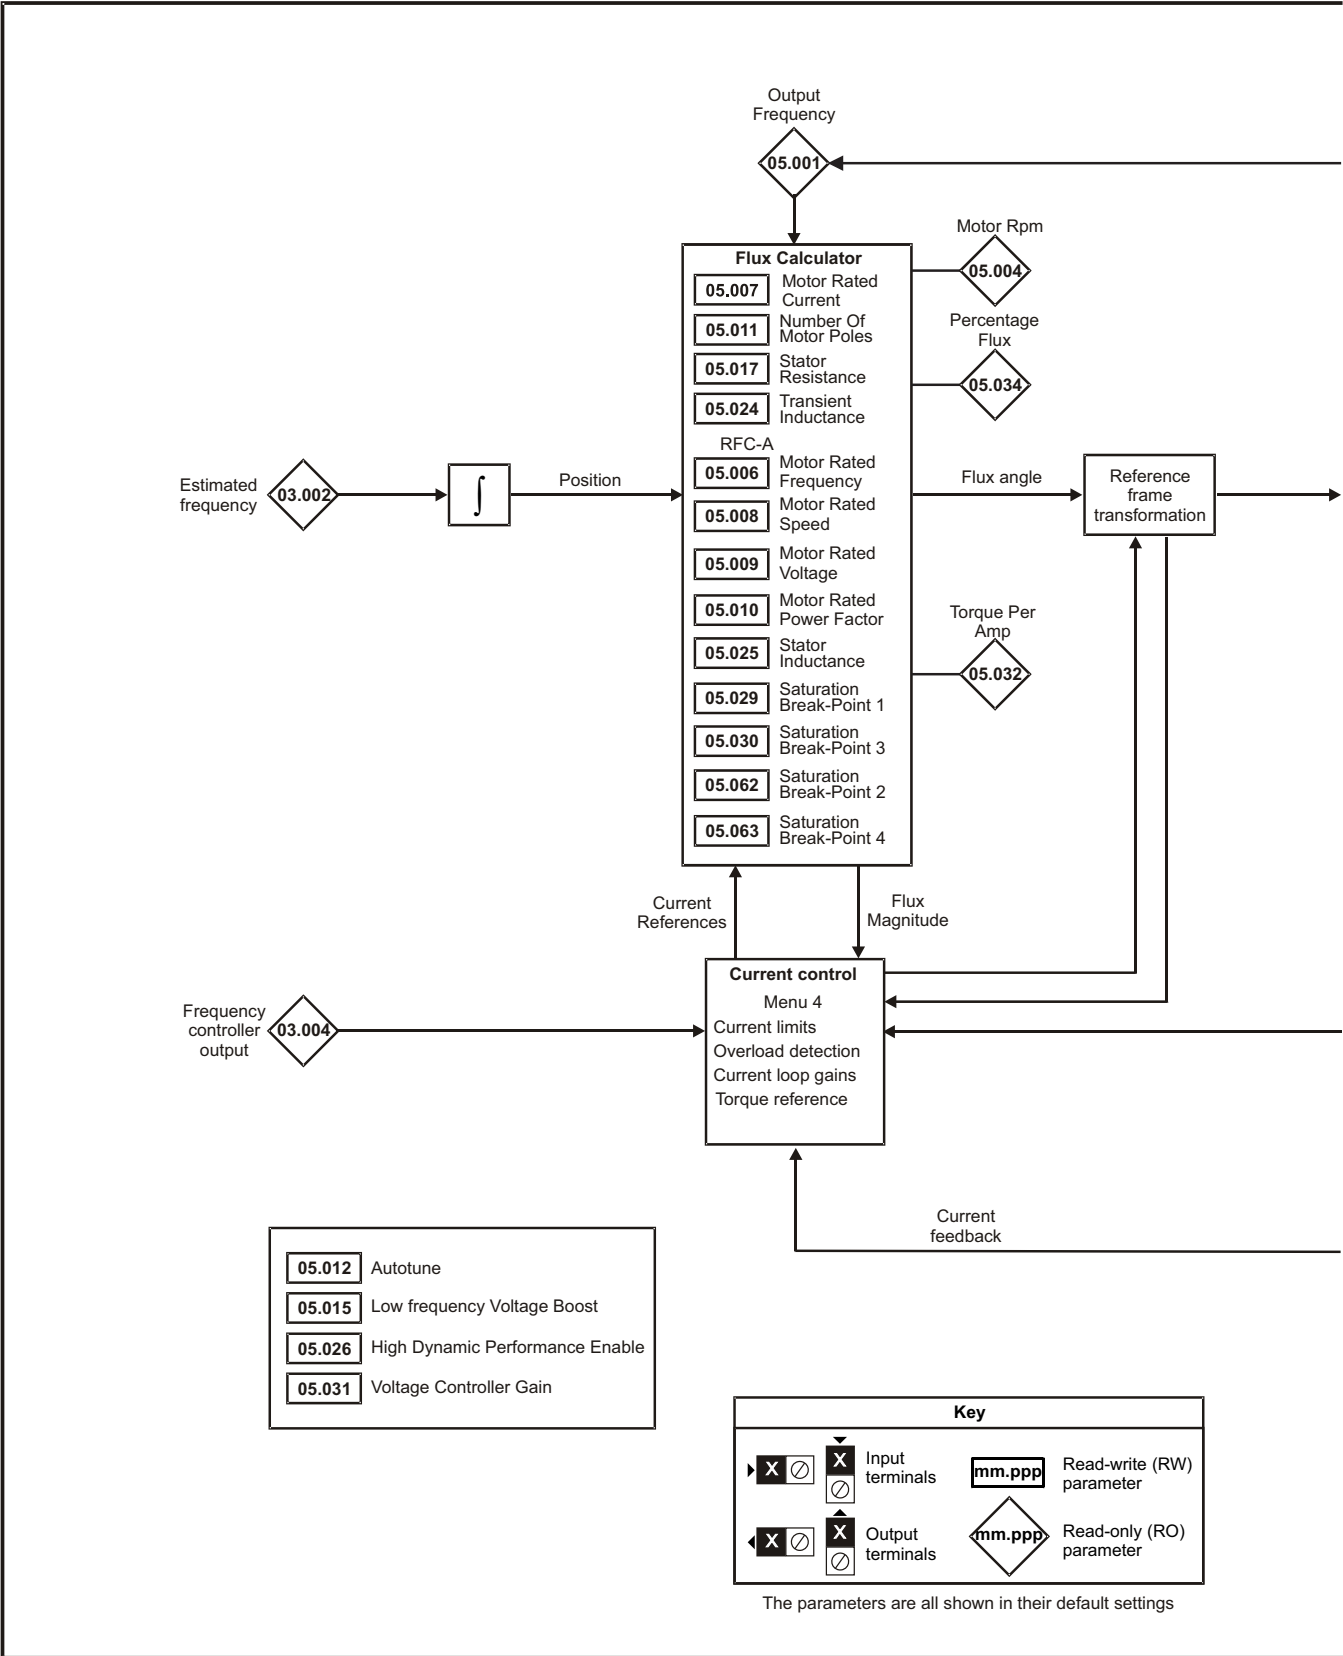 Output
Frequency
05.001
Motor Rpm
05.004
Percentage
Flux
05.034
Flux Calculator
05.007 Motor Rated
Current
05.011 Number Of
Motor Poles
05.017 Stator
Resistance
05.024 Transient
Inductance
RFC-A
05.006 Motor Rated
Frequency
05.008 Motor Rated
Speed
05.009 Motor Rated
Voltage
05.010 Motor Rated
Power Factor
05.025 Stator
Inductance
05.029 Saturation
Break-Point 1
05.030 Saturation
Break-Point 3
05.062 Saturation
Break-Point 2
05.063 Saturation
Break-Point 4
Estimated
frequency
03.002
∫
Position
Flux angle
Reference
frame
transformation
Torque Per
Amp
05.032
Current
References
Flux
Magnitude
Frequency
controller
output
03.004
Current control
Menu 4
Current limits
Overload detection
Current loop gains
Torque reference
Current
feedback
05.012 Autotune
05.015 Low frequency Voltage Boost
05.026 High Dynamic Performance Enable
05.031 Voltage Controller Gain
Key
X X Input
terminals
mm.ppp Read-write (RW)
parameter
X X Output
terminals
mm.ppp Read-only (RO)
parameter
The parameters are all shown in their default settings